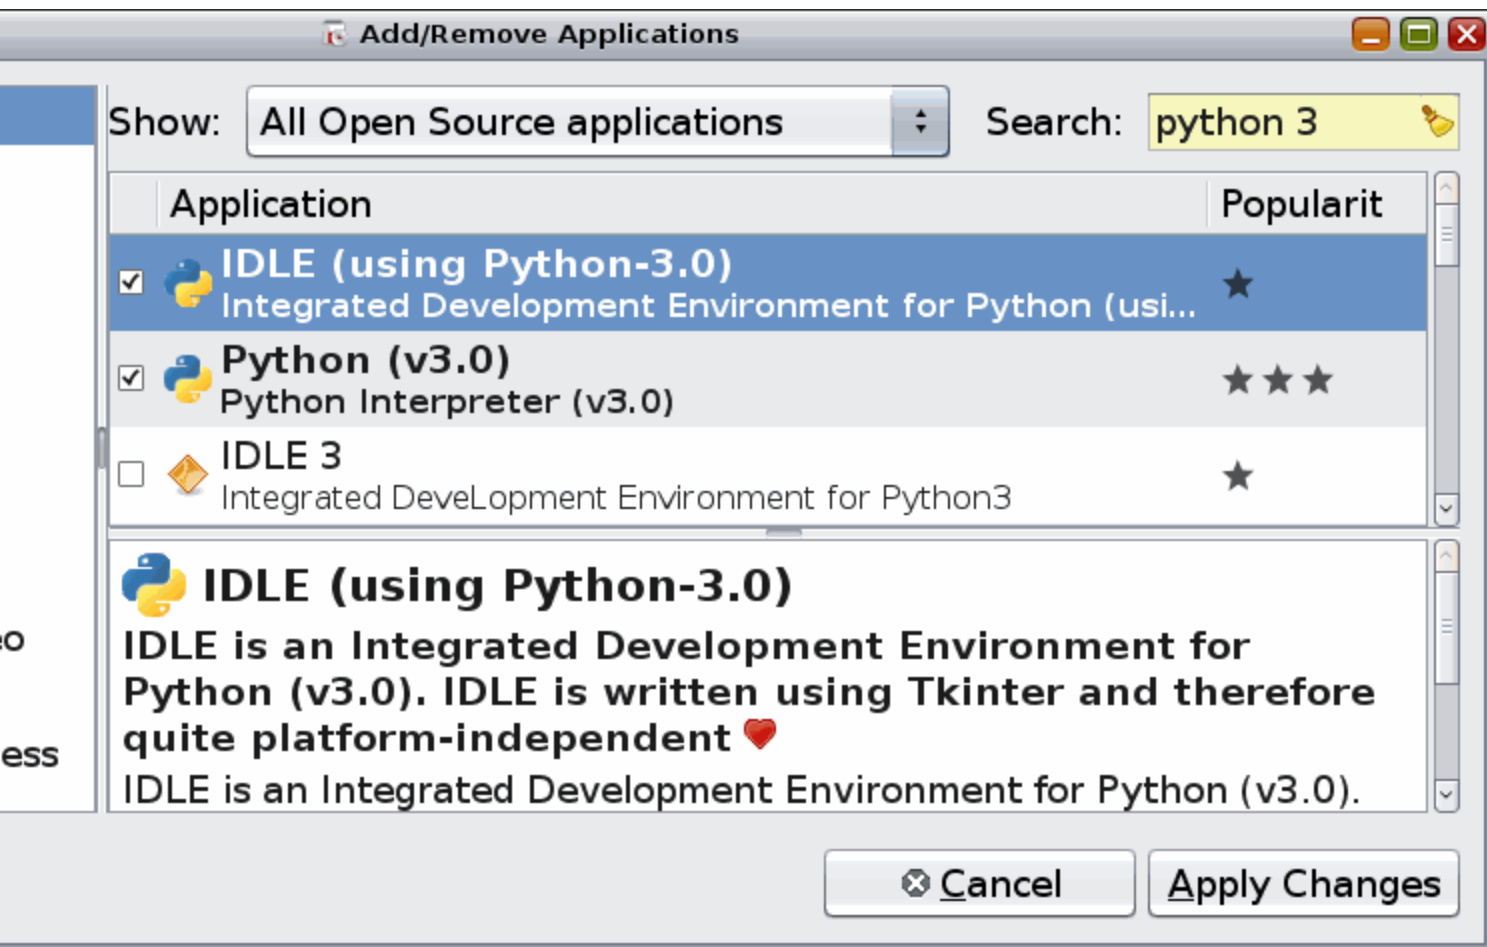 Add/Remove Applications
Show: All Open Source applications Search: python 3
Application Popularit
IDLE (using Python-3.0)
Integrated Development Environment for Python (usi...
Python (v3.0)
Python Interpreter (v3.0)
IDLE 3
Integrated DeveLopment Environment for Python3
IDLE (using Python-3.0)
IDLE is an Integrated Development Environment for
Python (v3.0). IDLE is written using Tkinter and therefore
quite platform-independent
IDLE is an Integrated Development Environment for Python (v3.0).
eo
ess
Cancel Apply Changes